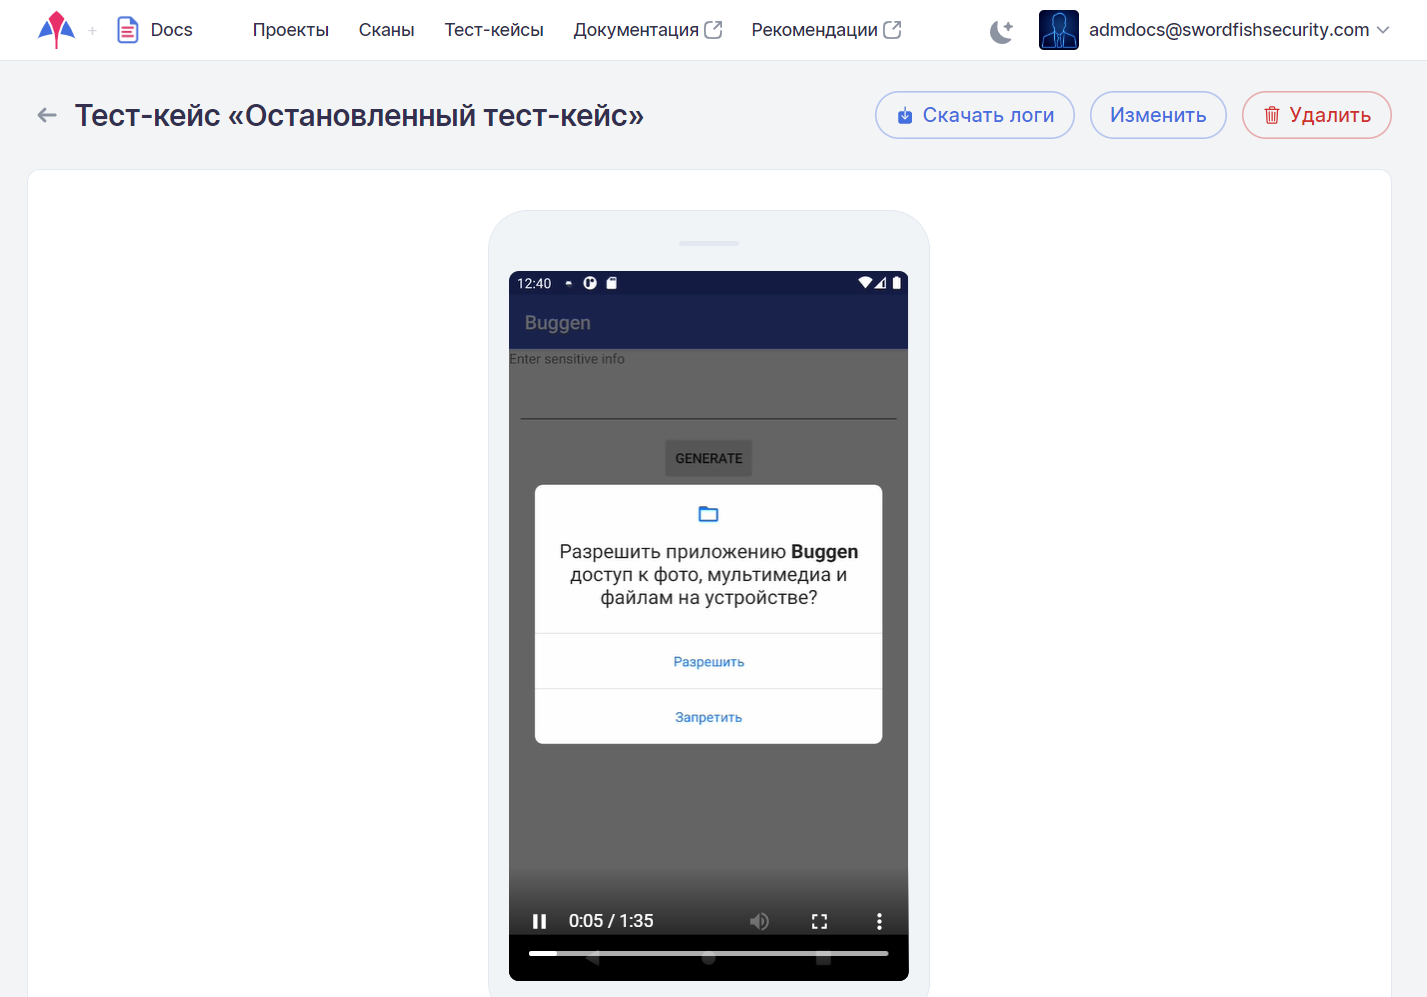 Docs
Проекты
Сканы
Тест-кейсы
Документация
Рекомендации
admdocs@swordfishsecurity.com
Тест-кейс «Остановленный тест-кейс»
Скачать логи
Изменить
Удалить
12:40
Buggen
Enter sensitive info
GENERATE
Разрешить приложению Buggen
доступ к фото, мультимедиа и
файлам на устройстве?
Разрешить
Запретить
0:05 / 1:35